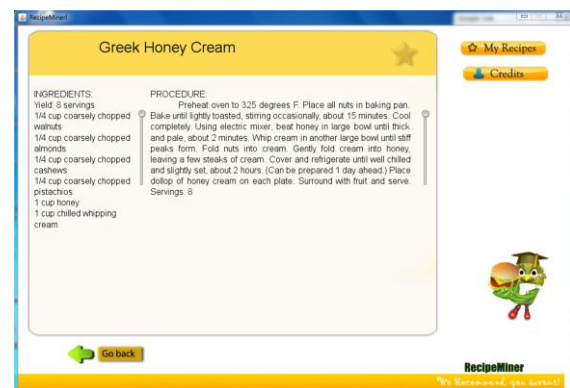 RecipeMiner!
Greek Honey Cream
My Recipes
Credits
INGREDIENTS:
Yield: 8 servings
1/4 cup coarsely chopped
walnuts
1/4 cup coarsely chopped
almonds
1/4 cup coarsely chopped
cashews
1/4 cup coarsely chopped
pistachios
1 cup honey
1 cup chilled whipping
cream
PROCEDURE:
Preheat oven to 325 degrees F. Place all nuts in baking pan.
Bake until lightly toasted, stirring occasionally, about 15 minutes. Cool
completely. Using electric mixer, beat honey in large bowl until thick
and pale, about 2 minutes. Whip cream in another large bowl until stiff
peaks form. Fold nuts into cream. Gently fold cream into honey,
leaving a few steaks of cream. Cover and refrigerate until well chilled
and slightly set, about 2 hours. (Can be prepared 1 day ahead.) Place
dollop of honey cream on each plate. Surround with fruit and serve.
Servings: 8
Go back
RecipeMiner
We Recommend, you Savour!